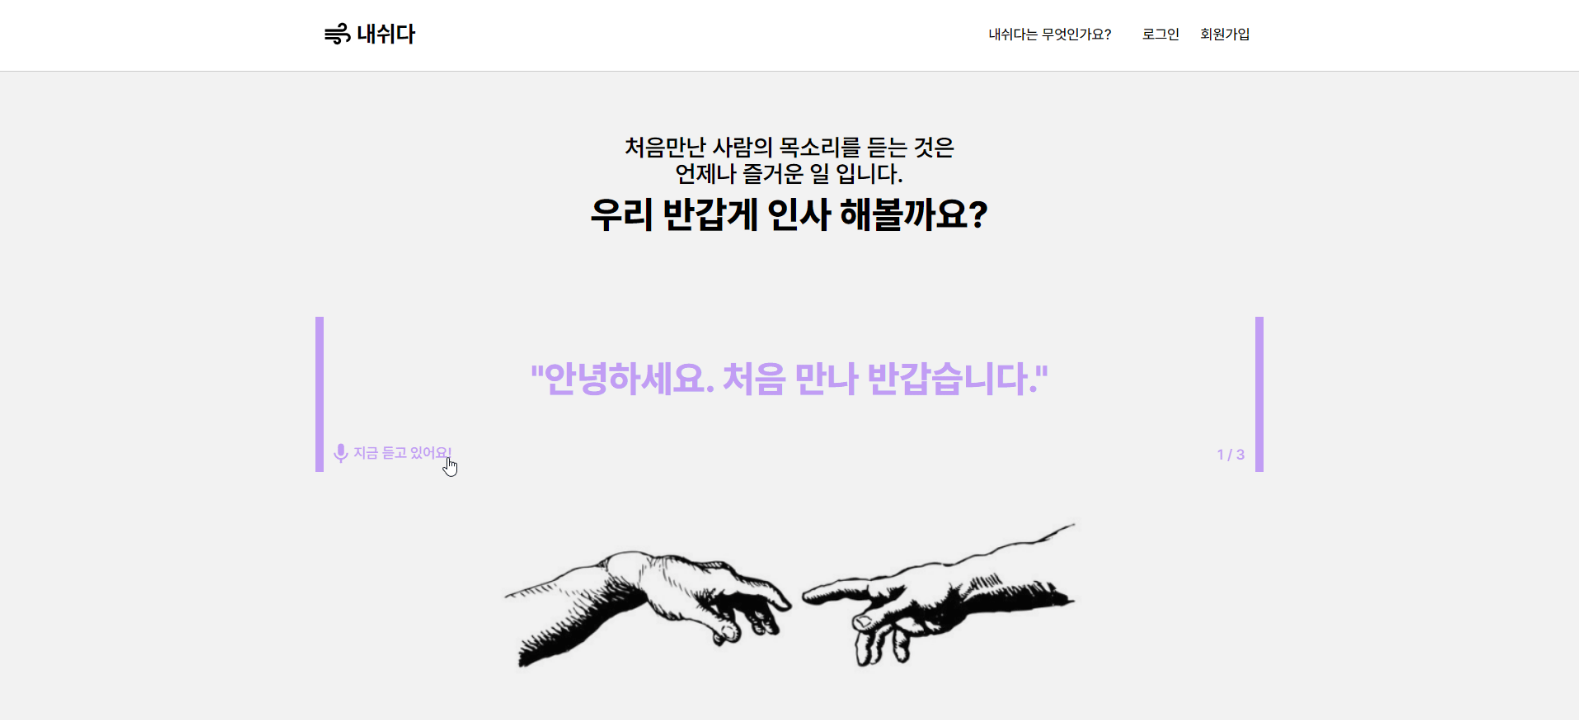 내쉬다
내쉬다는 무엇인가요? 로그인 회원가입
처음만난 사람의 목소리를 듣는 것은
언제나 즐거운 일 입니다.
우리 반갑게 인사 해볼까요?
"안녕하세요. 처음 만나 반갑습니다."
지금 듣고 있어요!
1 / 3